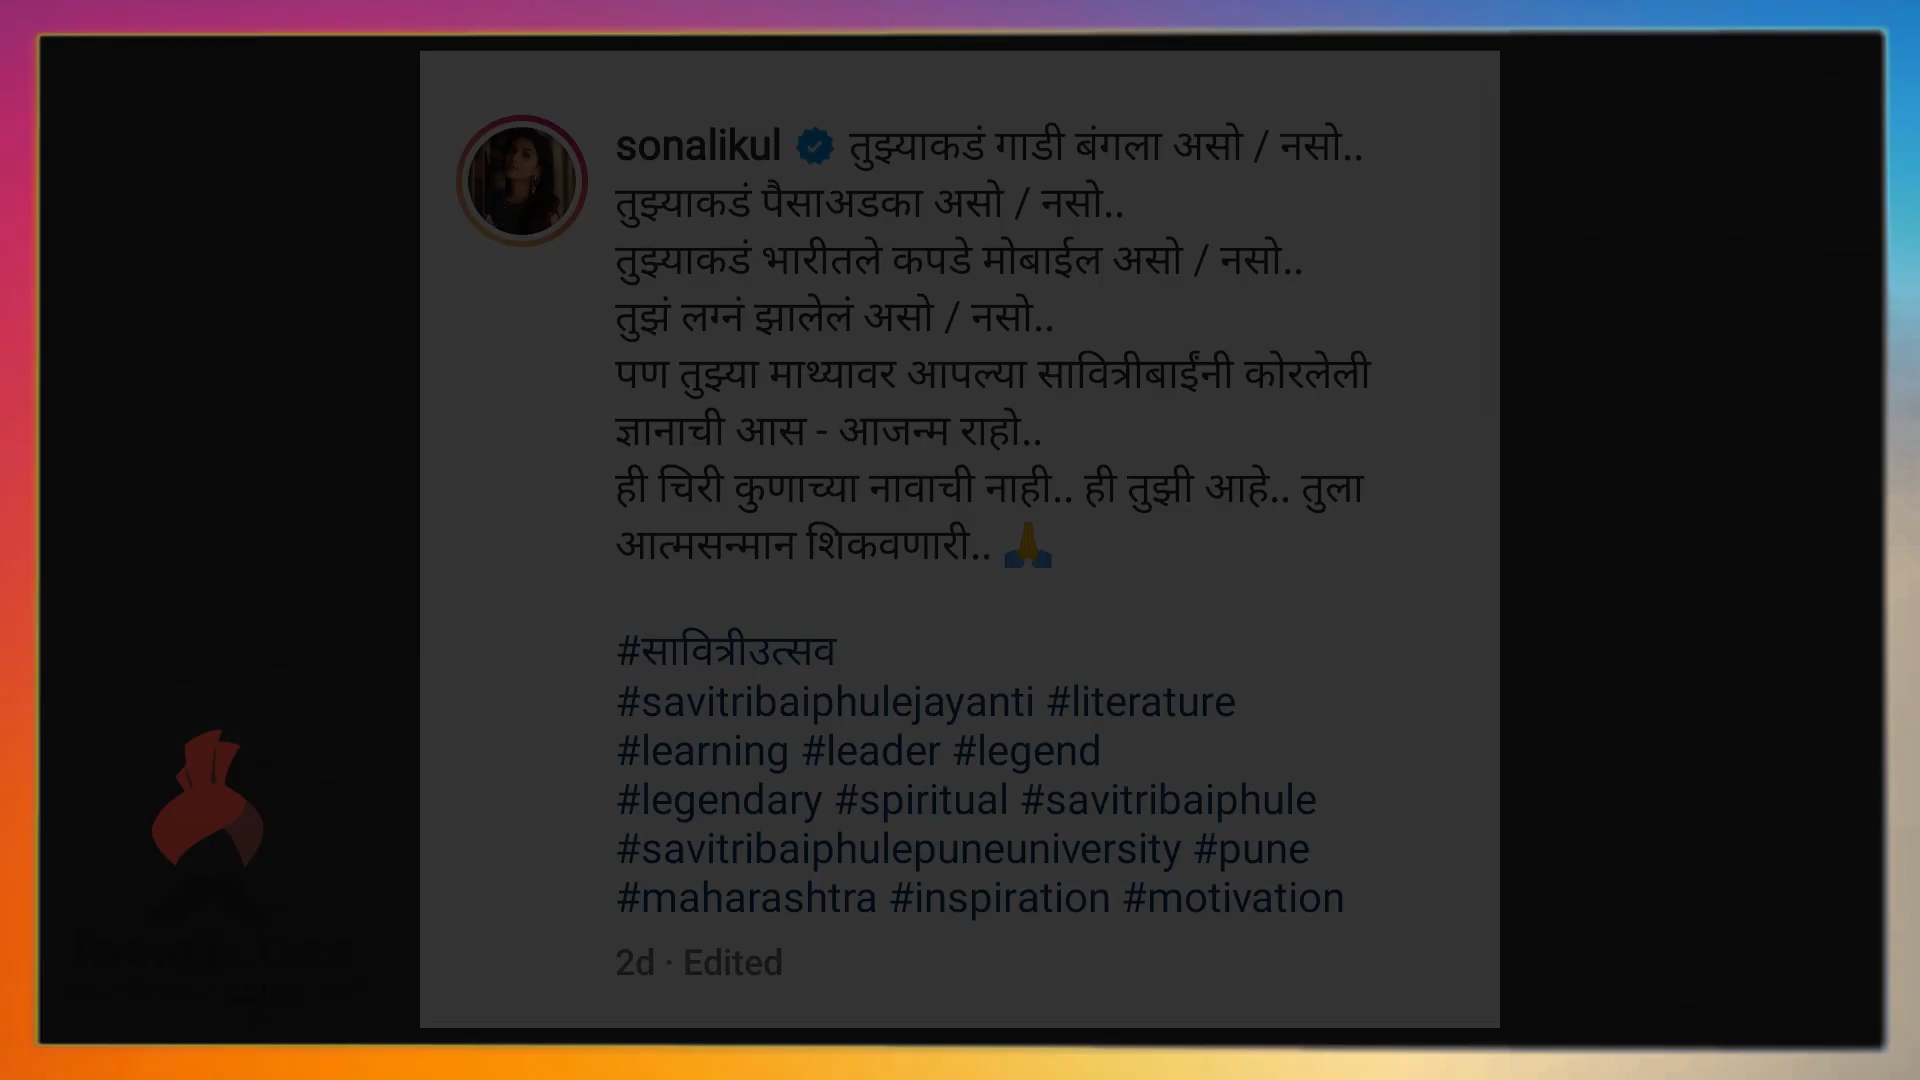 sonalikul तुझ्याकडं गाडी बंगला असो / नसो..
तुझ्याकडं पैसाअडका असो / नसो..
तुझ्याकडं भारीतले कपडे मोबाईल असो / नसो..
तुझं लग्नं झालेलं असो / नसो..
पण तुझ्या माथ्यावर आपल्या सावित्रीबाईंनी कोरलेली
ज्ञानाची आस - आजन्म राहो..
ही चिरी कुणाच्या नावाची नाही.. ही तुझी आहे.. तुला
आत्मसन्मान शिकवणारी.. 🙏
#सावित्रीउत्सव
#savitribaiphulejayanti #literature
#learning #leader #legend
#legendary #spiritual #savitribaiphule
#savitribaiphulepuneuniversity #pune
#maharashtra #inspiration #motivation
2d · Edited